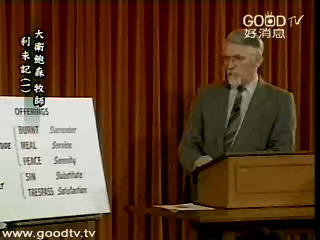 GOOD TV
好消息
大衛鮑森 牧師
利未記(一)
OFFERINGS
BURNT Surrender
MEAL Service
PEACE Serenity
SIN Substitute
TRESPASS Satisfaction
www.goodtv.tv